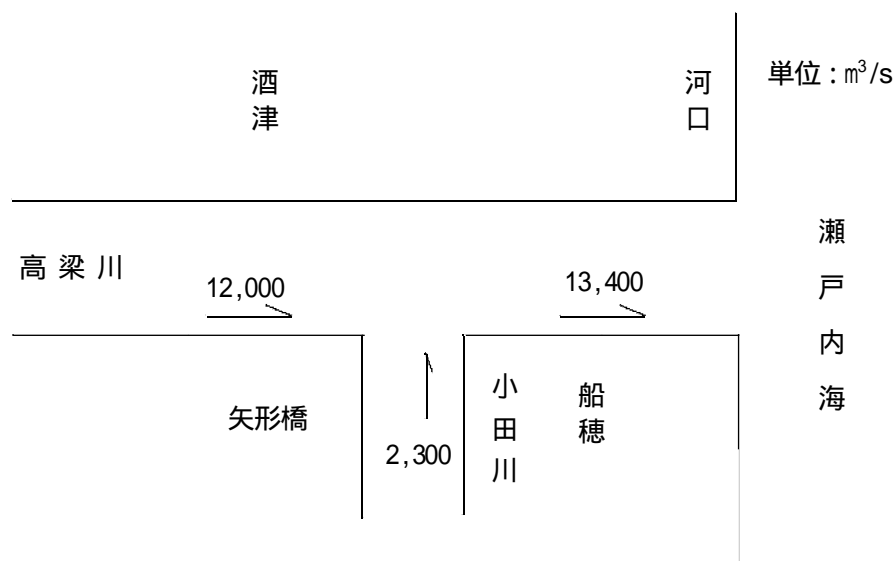 単位：㎥/s
酒津
河口
瀬戸内海
高梁川
12,000
13,400
矢形橋
2,300
小田川
船穂